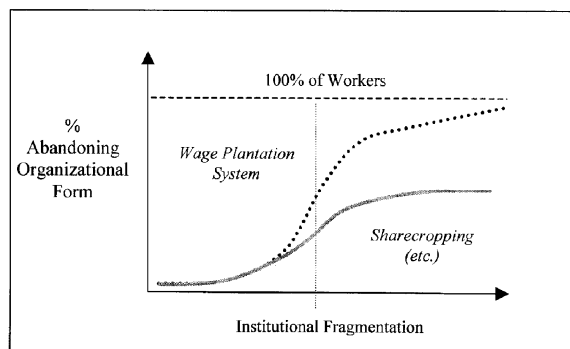 100% of Workers
%
Abandoning
Organizational
Form
Wage Plantation
System
Sharecropping
(etc.)
Institutional Fragmentation